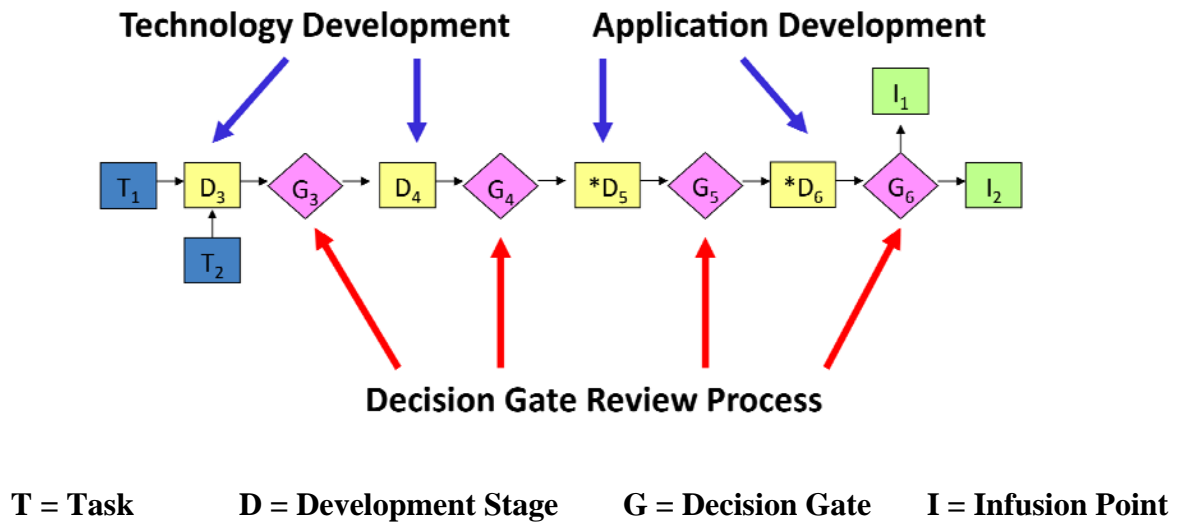 Technology Development Application Development
I₁
T₁ D₃ G₃ D₄ G₄ *D₅ G₅ *D₆ G₆ I₂
T₂
Decision Gate Review Process
T = Task D = Development Stage G = Decision Gate I = Infusion Point